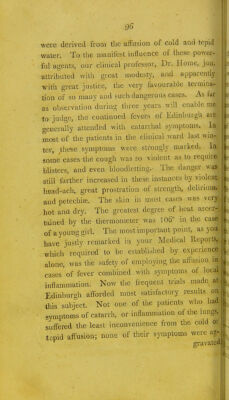 96
were derived from the affusion of cold and tepid
water. To the manifest influence of these power-
ful agents, our clinical professor, Dr. Home, jun.
attributed with great modesty, and apparently
with great justice, the very favourable termina-
tion of so many and such dangerous cases. As far
as observation during three years will enable me
to judge, the continued fevers of Edinburgh are
generally attended with catarrhal symptoms. In
most of the patients in the clinical ward last win-
ter, these symptoms were strongly marked. In
some cases the cough was so violent as to require
blisters, and even bloodletting. The danger was
still farther increased in these instances by violent
head-ach, great prostration of strength, delirium,
and petechiæ. The skin in most cases was very
hot and dry. The greatest degree of heat ascer-
tained by the thermometer was 106° in the case
of a young girl. The most important point, as you
have justly remarked in your Medical Reports,
which required to be established by experience
alone, was the safety of employing the affusion in
cases of fever combined with symptoms of local
inflammation. Now the frequent trials made at
Edinburgh afforded most satisfactory results on
this subject. Not one of the patients who had
symptoms of catarrh, or inflammation of the lungs,
suffered the least inconvenience from the cold or
tepid affusion; none of their symptoms were ag-
gravated